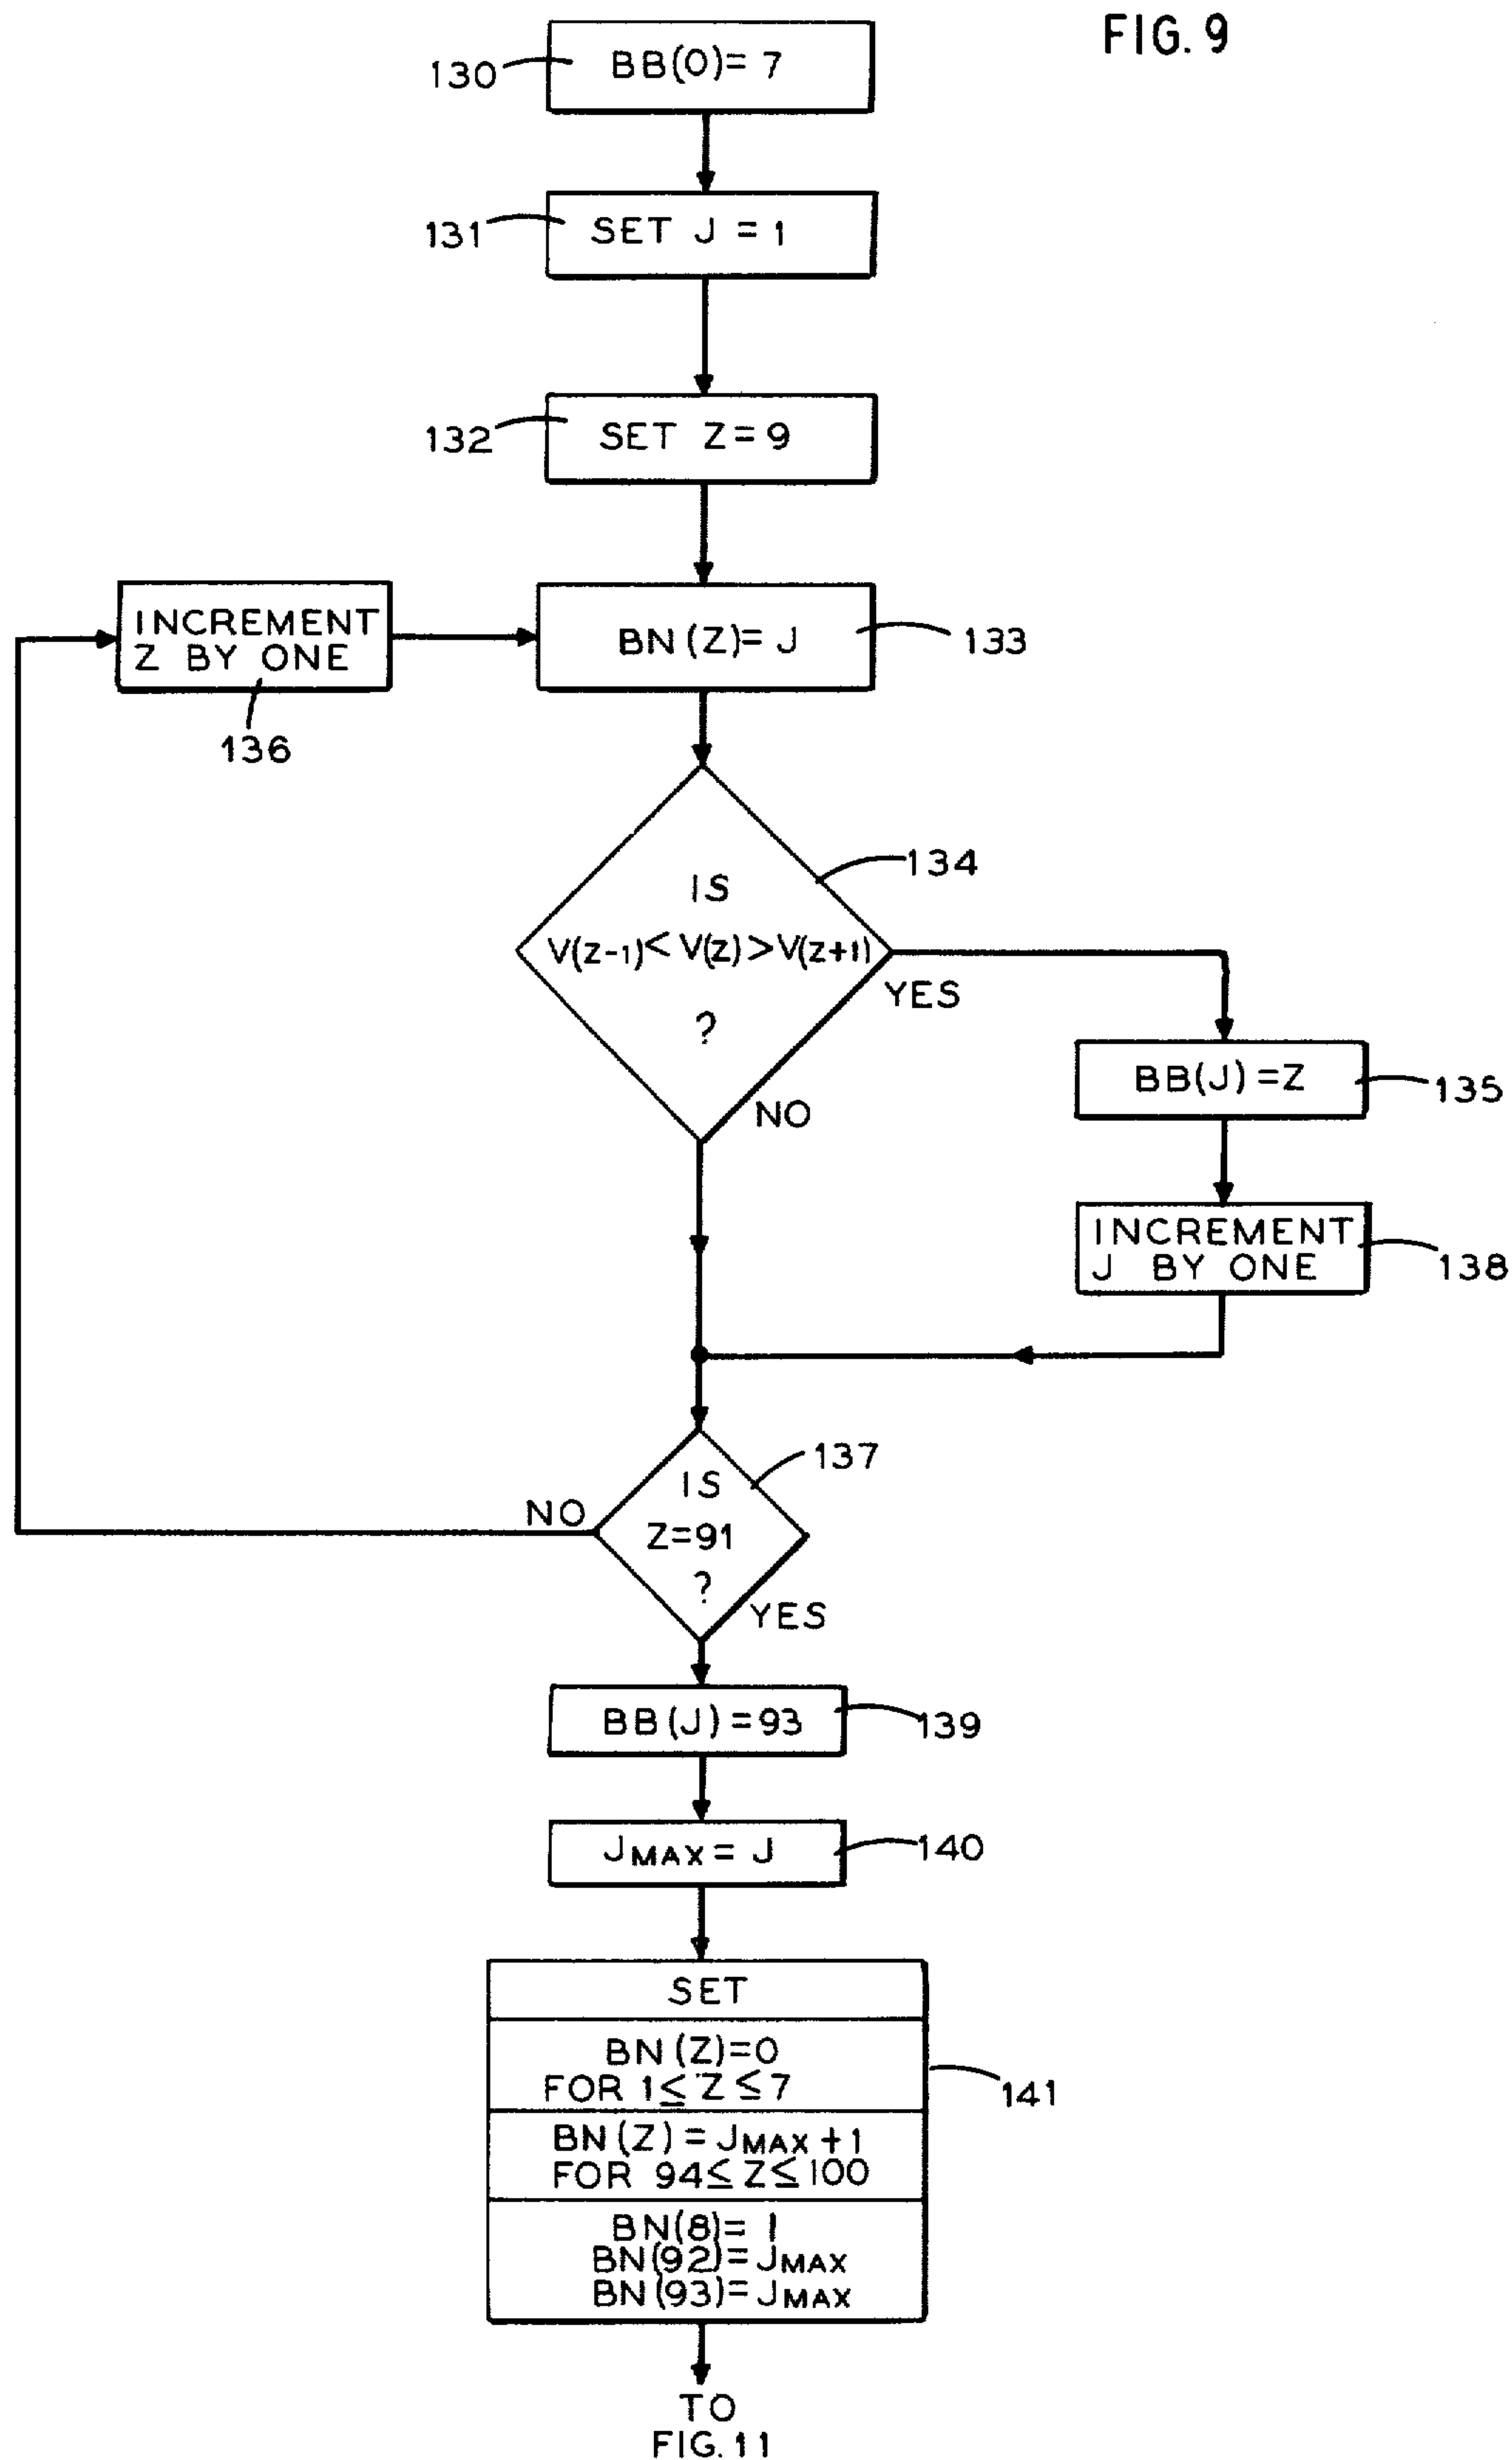 FIG. 9
BB(O)= 7
130
SET J = 1
131
SET Z=9
132
INCREMENT
Z BY ONE
136
BN(Z)=J
133
134
IS
V(z-1)< V(z) >V(z+1)
?
YES
NO
BB(J)=Z
135
INCREMENT
J BY ONE
138
137
IS
Z=91
?
NO
YES
BB(J)=93
139
JMAX= J
140
SET
BN(Z)=0
FOR 1≤ Z ≤7
BN(Z)=JMAX+1
FOR 94≤ Z≤100
BN(8)= 1
BN(92)=JMAX
BN(93)=JMAX
141
TO
FIG. 11